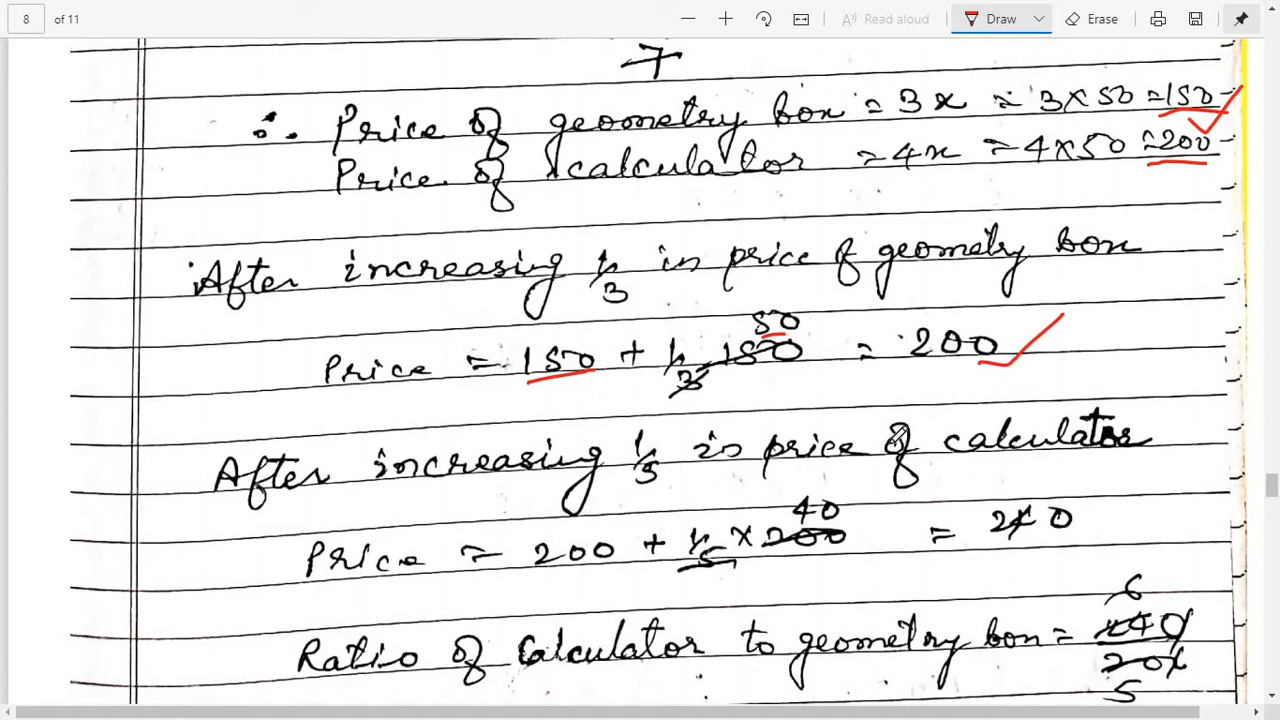 8 of 11 Read aloud Draw Erase
7
∴ Price of geometry box = 3x = 3×50 = 150
Price of calculator = 4x = 4×50 = 200
After increasing 1/3 in price of geometry box
50
Price = 150 + 1/3 150 = 200
After increasing 1/5 in price of calculator
40
Price = 200 + 1/5 × 200 = 240
6
Ratio of Calculator to geometry box = 240/200
5